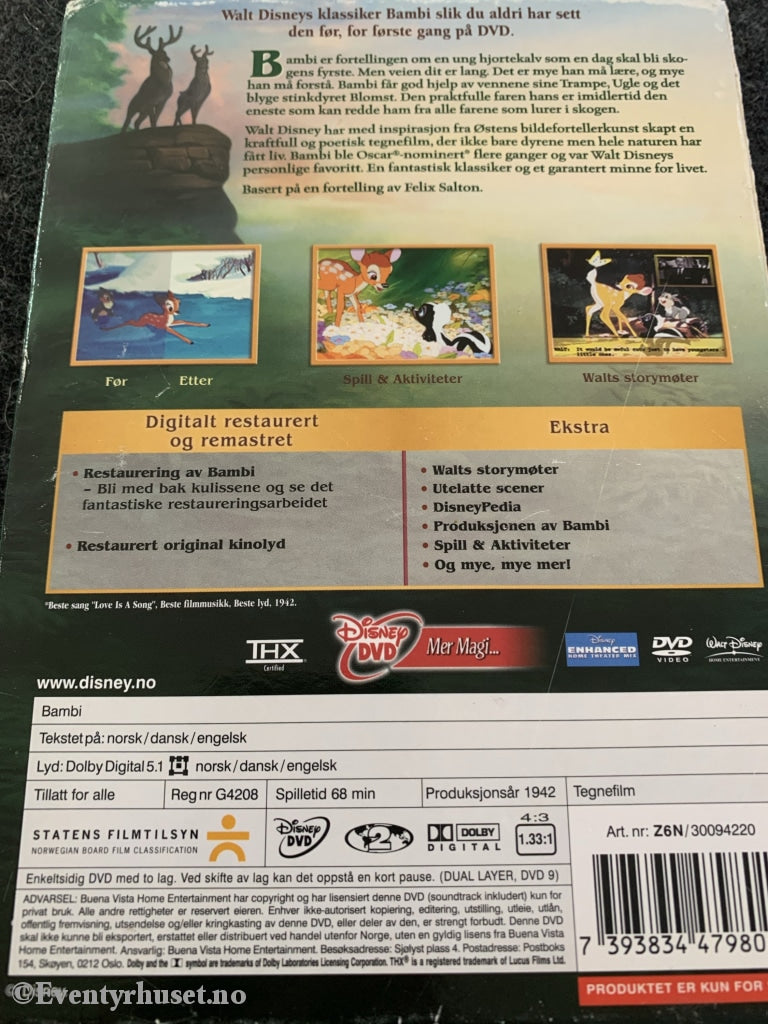 Walt Disneys klassiker Bambi slik du aldri har sett
den før, for første gang på DVD.
Bambi er fortellingen om en ung hjortekalv som en dag skal bli sko-
gens fyrste. Men veien dit er lang. Det er mye han må lære, og mye
han må forstå. Bambi får god hjelp av vennene sine Trampe, Ugle og det
blyge stinkdyret Blomst. Den praktfulle faren hans er imidlertid den
eneste som kan redde ham fra alle farene som lurer i skogen.
Walt Disney har med inspirasjon fra Østens bildefortellerkunst skapt en
kraftfull og poetisk tegnefilm, der ikke bare dyrene men hele naturen har
fått liv. Bambi ble Oscar®-nominert* flere ganger og var Walt Disneys
personlige favoritt. En fantastisk klassiker og et garantert minne for livet.
Basert på en fortelling av Felix Salton.
WALT: It would be awful cute just to have youngsters -
little ones.
Før Etter
Spill & Aktiviteter
Walts storymøter
Digitalt restaurert
og remastret
Ekstra
• Restaurering av Bambi
– Bli med bak kulissene og se det
fantastiske restaureringsarbeidet
• Restaurert original kinolyd
• Walts storymøter
• Utelatte scener
• DisneyPedia
• Produksjonen av Bambi
• Spill & Aktiviteter
• Og mye, mye mer!
*Beste sang "Love Is A Song", Beste filmmusikk, Beste lyd, 1942.
THX
Certified
Disney
DVD
Mer Magi...
Disney
ENHANCED
HOME THEATER MIX
DVD
VIDEO
Walt Disney
HOME ENTERTAINMENT
www.disney.no
Bambi
Tekstet på: norsk/dansk/engelsk
Lyd: Dolby Digital 5.1 norsk/dansk/engelsk
Tillatt for alle
Reg nr G4208
Spilletid 68 min
Produksjonsår 1942
Tegnefilm
STATENS FILMTILSYN
NORWEGIAN BOARD FILM CLASSIFICATION
Disney
DVD
2
DOLBY
DIGITAL
4:3
1.33:1
Art. nr: Z6N/30094220
Enkeltsidig DVD med to lag. Ved skifte av lag kan det oppstå en kort pause. (DUAL LAYER, DVD 9)
ADVARSEL: Buena Vista Home Entertainment har copyright og har lisensiert denne DVD (soundtrack inkludert) kun for
privat bruk. Alle andre rettigheter er reservert eieren. Enhver ikke-autorisert kopiering, editering, utstilling, utleie, utlån,
offentlig fremvisning, utsendelse og/eller kringkasting av denne DVD, eller deler av den, er strengt forbudt. Denne DVD
skal ikke kunne bli eksportert, erstattet eller distribuert ved handel utenfor Norge, uten en gyldig lisens fra Buena Vista
Home Entertainment. Ansvarlig: Buena Vista Home Entertainment. Besøksadresse: Sjølyst plass 4. Postadresse: Postboks
154, Skøyen, 0212 Oslo. Dolby and the symbol are trademarks of Dolby Laboratories Licensing Corporation. THX® is a registered trademark of Lucus Films Ltd.
7 393834 47980
© Disney
PRODUKTET ER KUN FOR
©Eventyrhuset.no